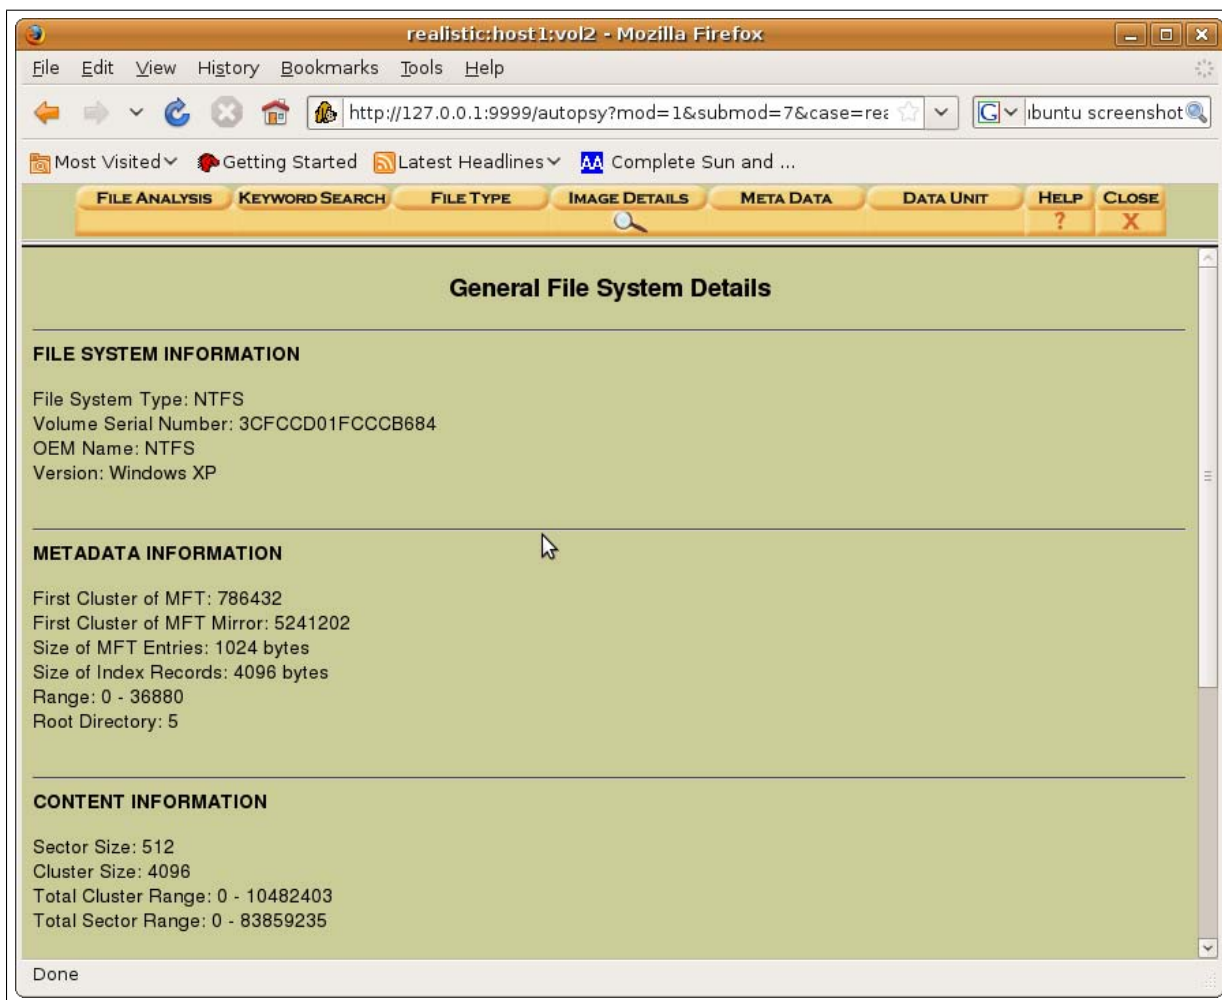 realistic:host1:vol2 - Mozilla Firefox
File Edit View History Bookmarks Tools Help
http://127.0.0.1:9999/autopsy?mod=1&submod=7&case=rea
G ibuntu screenshot
Most Visited Getting Started Latest Headlines AA Complete Sun and ...
FILE ANALYSIS KEYWORD SEARCH FILE TYPE IMAGE DETAILS META DATA DATA UNIT HELP CLOSE
? X
General File System Details
FILE SYSTEM INFORMATION
File System Type: NTFS
Volume Serial Number: 3CFCCD01FCCCB684
OEM Name: NTFS
Version: Windows XP
METADATA INFORMATION
First Cluster of MFT: 786432
First Cluster of MFT Mirror: 5241202
Size of MFT Entries: 1024 bytes
Size of Index Records: 4096 bytes
Range: 0 - 36880
Root Directory: 5
CONTENT INFORMATION
Sector Size: 512
Cluster Size: 4096
Total Cluster Range: 0 - 10482403
Total Sector Range: 0 - 83859235
Done